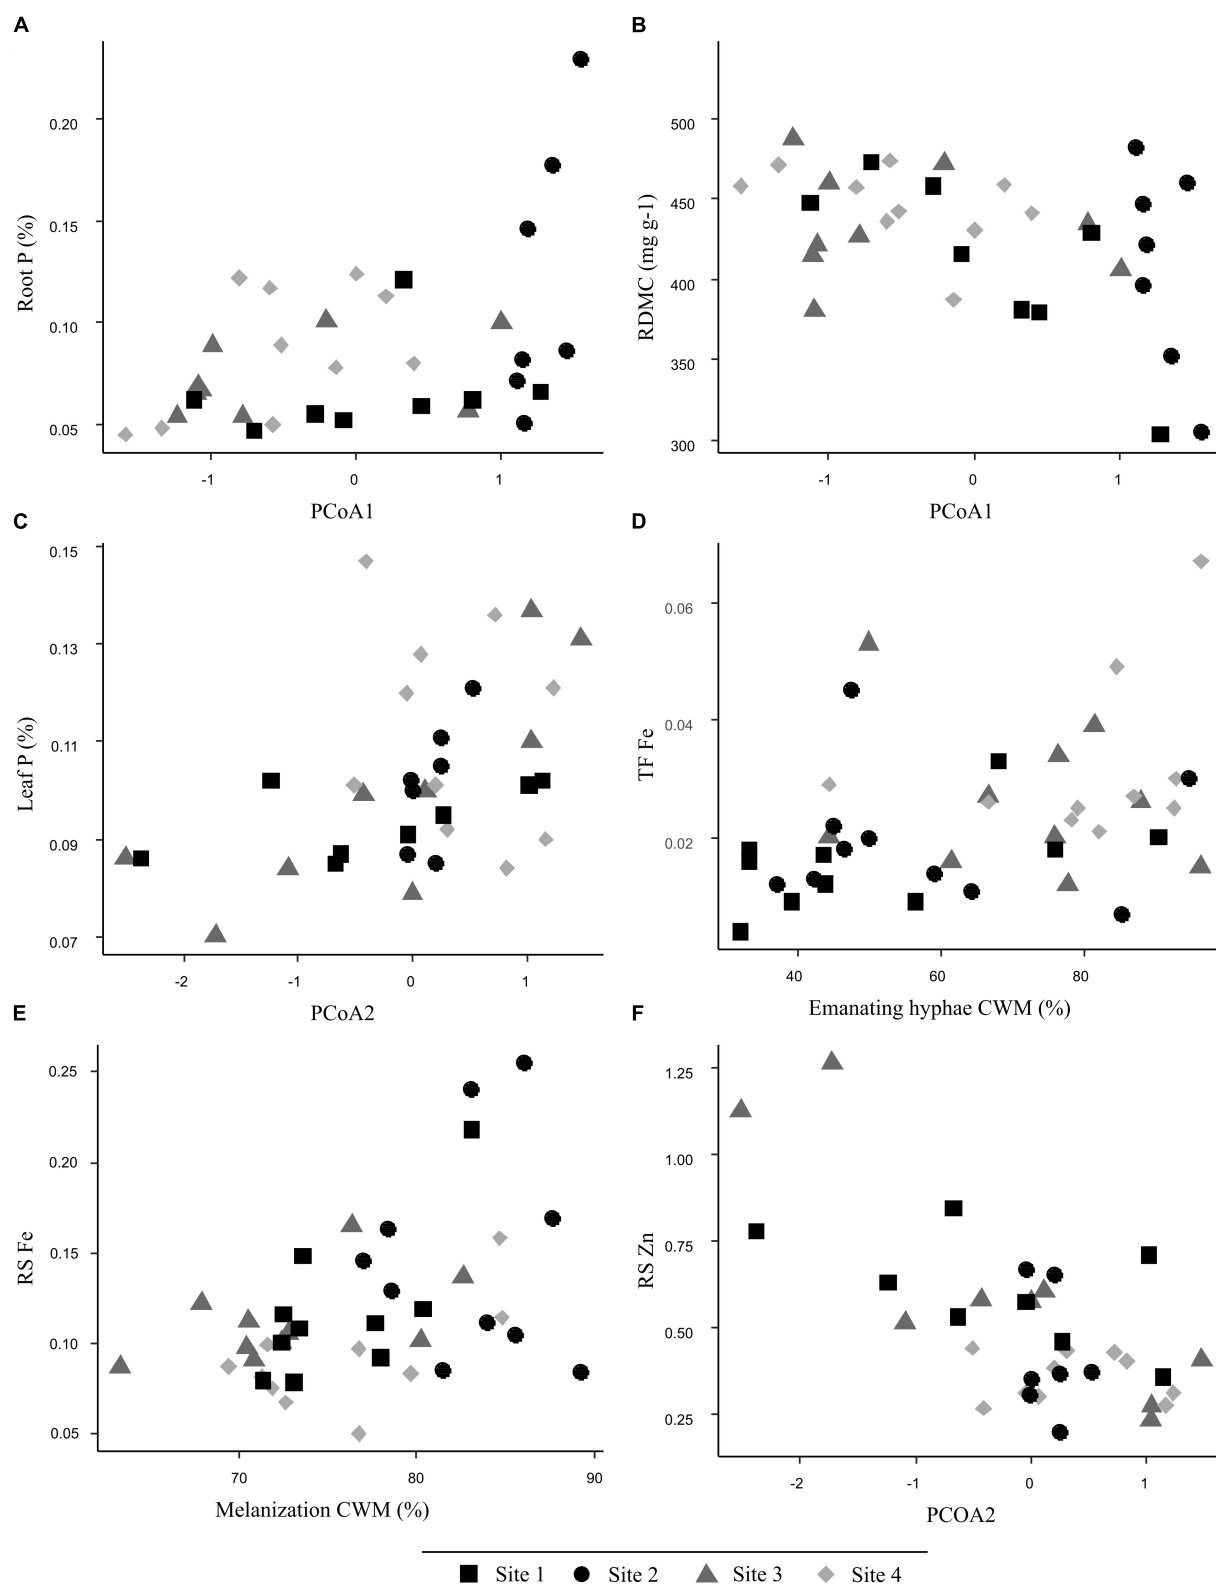 A
0.20
0.15
0.10
0.05
Root P (%)
-1
0
1
PCoA1
B
500
450
400
350
300
RDMC (mg g-1)
-1
0
1
PCoA1
C
0.15
0.13
0.11
0.09
0.07
Leaf P (%)
-2
-1
0
1
PCoA2
D
0.06
0.04
0.02
TF Fe
40
60
80
Emanating hyphae CWM (%)
E
0.25
0.20
0.15
0.10
0.05
RS Fe
70
80
90
Melanization CWM (%)
F
1.25
1.00
0.75
0.50
0.25
RS Zn
-2
-1
0
1
PCOA2
Site 1
Site 2
Site 3
Site 4